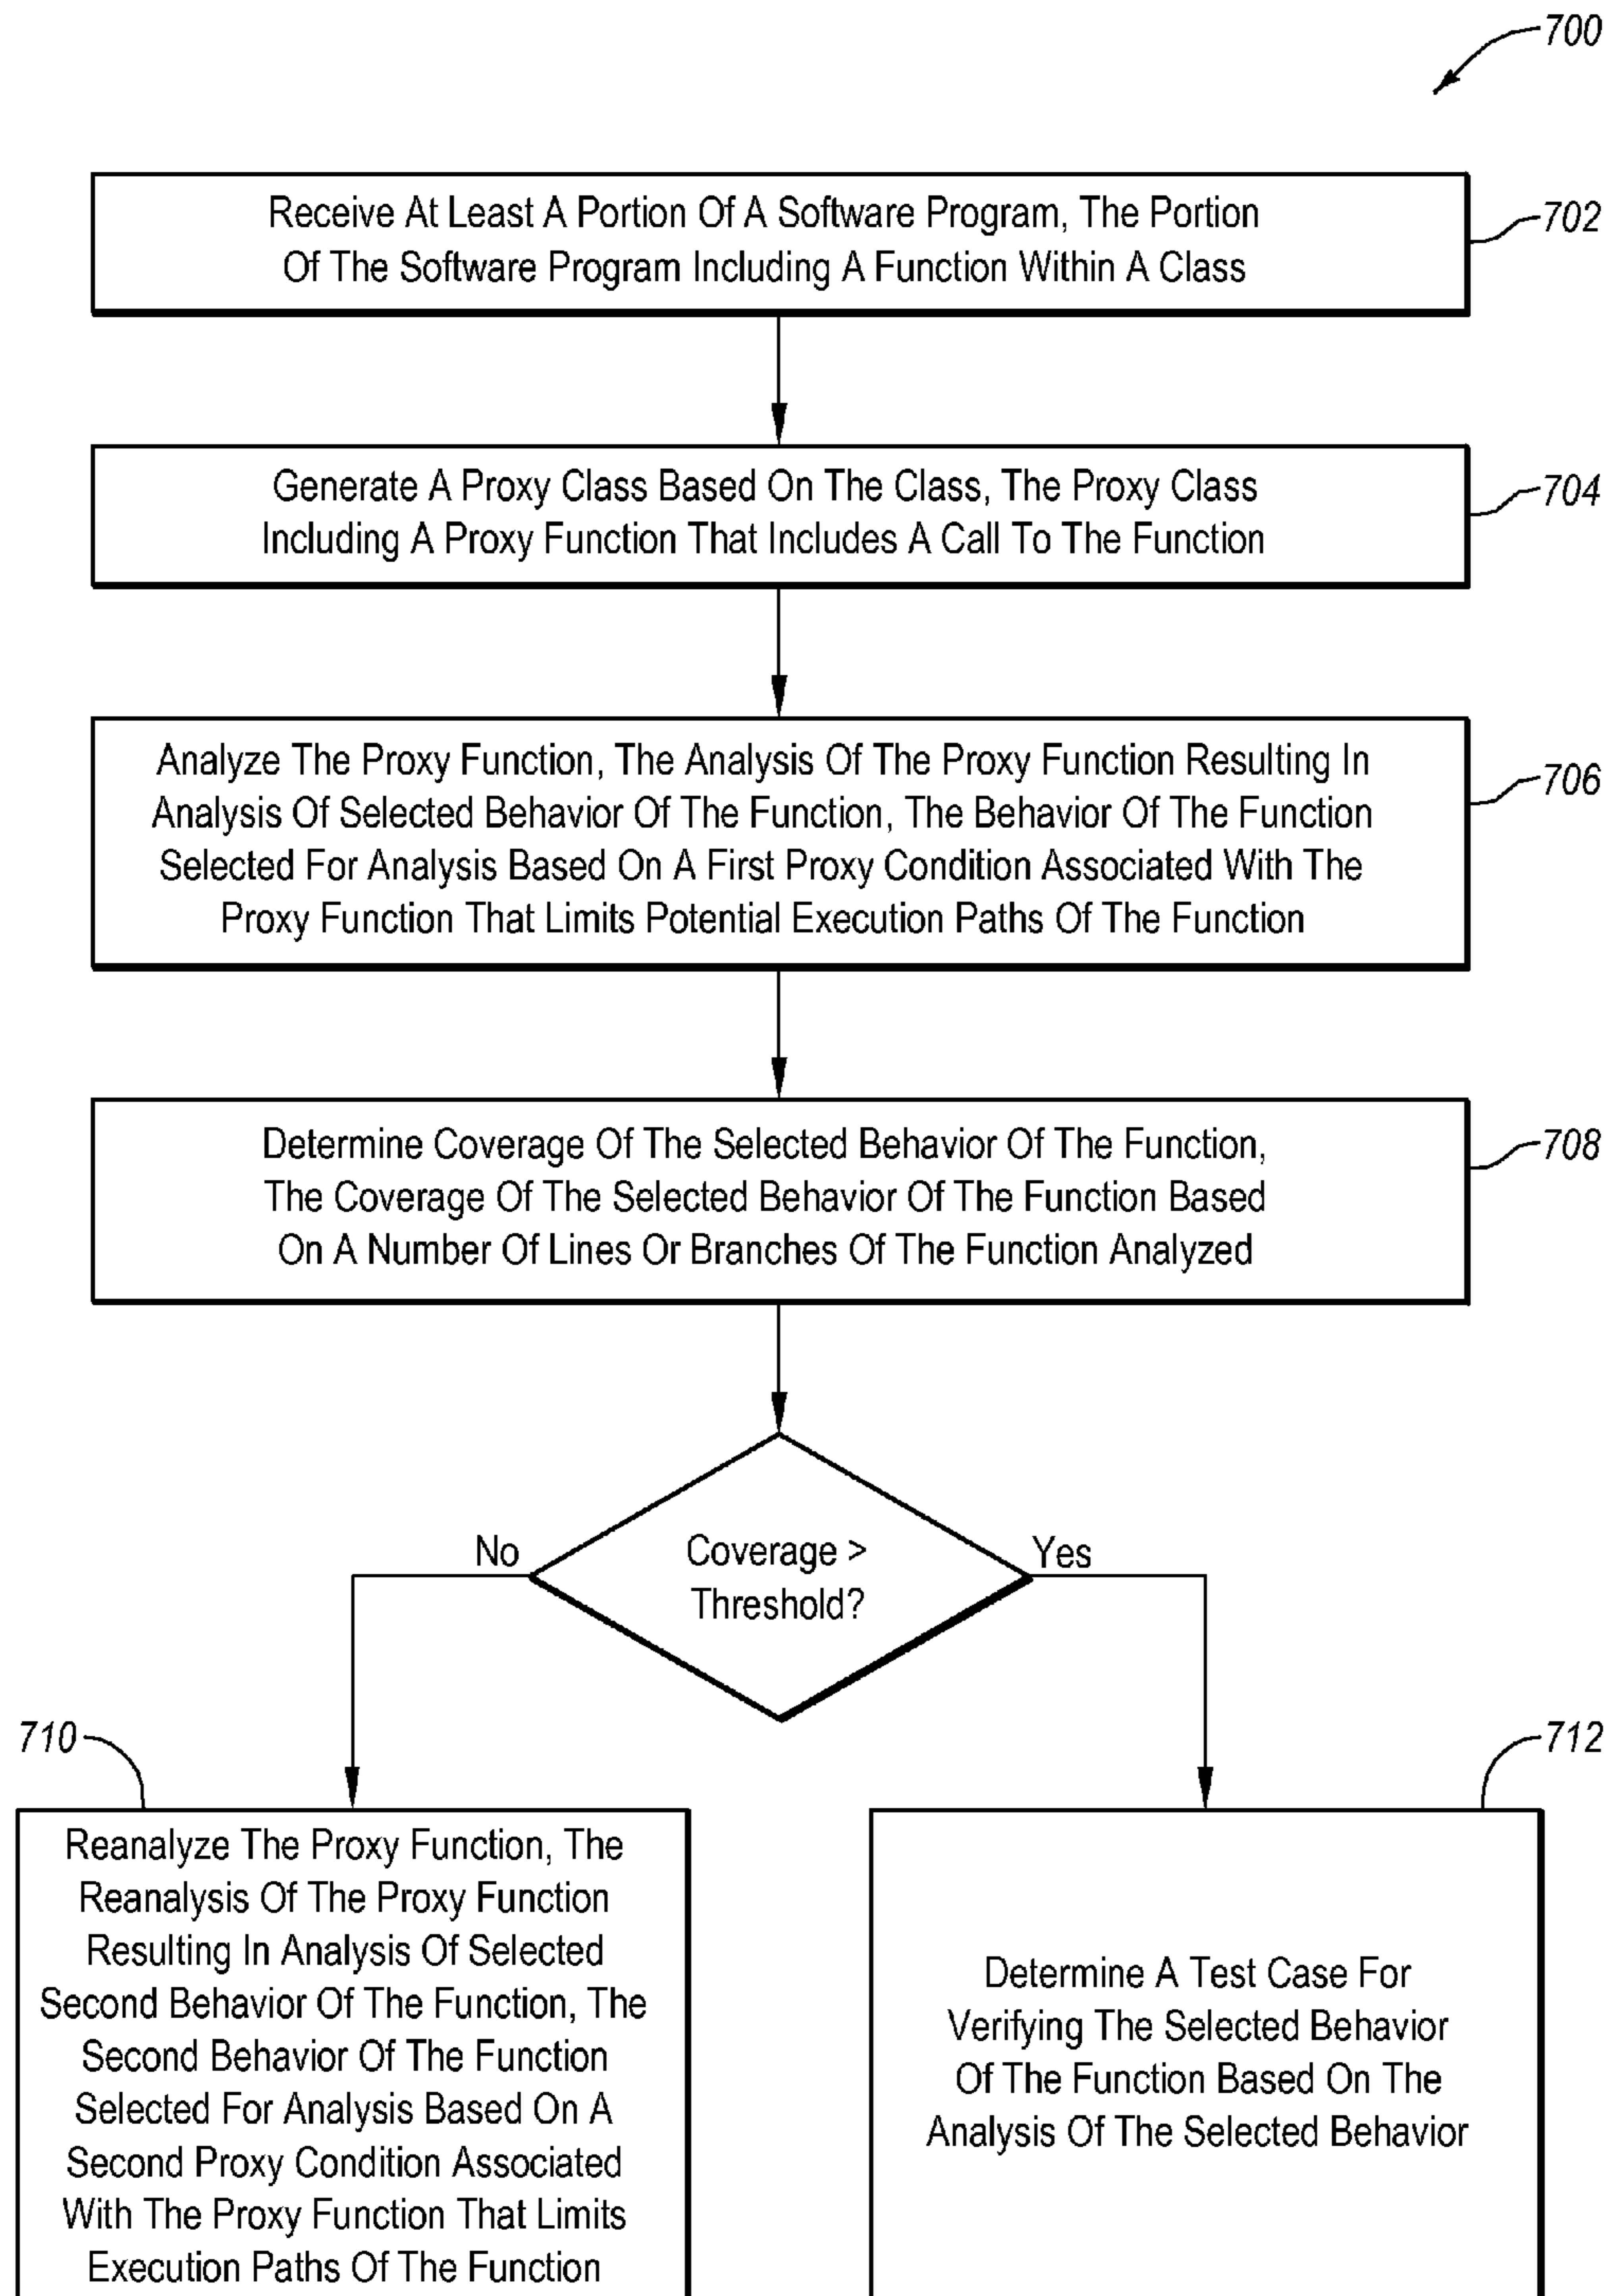 700
Receive At Least A Portion Of A Software Program, The Portion
Of The Software Program Including A Function Within A Class
702
Generate A Proxy Class Based On The Class, The Proxy Class
Including A Proxy Function That Includes A Call To The Function
704
Analyze The Proxy Function, The Analysis Of The Proxy Function Resulting In
Analysis Of Selected Behavior Of The Function, The Behavior Of The Function
Selected For Analysis Based On A First Proxy Condition Associated With The
Proxy Function That Limits Potential Execution Paths Of The Function
706
Determine Coverage Of The Selected Behavior Of The Function,
The Coverage Of The Selected Behavior Of The Function Based
On A Number Of Lines Or Branches Of The Function Analyzed
708
No
Coverage >
Threshold?
Yes
710
Reanalyze The Proxy Function, The
Reanalysis Of The Proxy Function
Resulting In Analysis Of Selected
Second Behavior Of The Function, The
Second Behavior Of The Function
Selected For Analysis Based On A
Second Proxy Condition Associated
With The Proxy Function That Limits
Execution Paths Of The Function
712
Determine A Test Case For
Verifying The Selected Behavior
Of The Function Based On The
Analysis Of The Selected Behavior